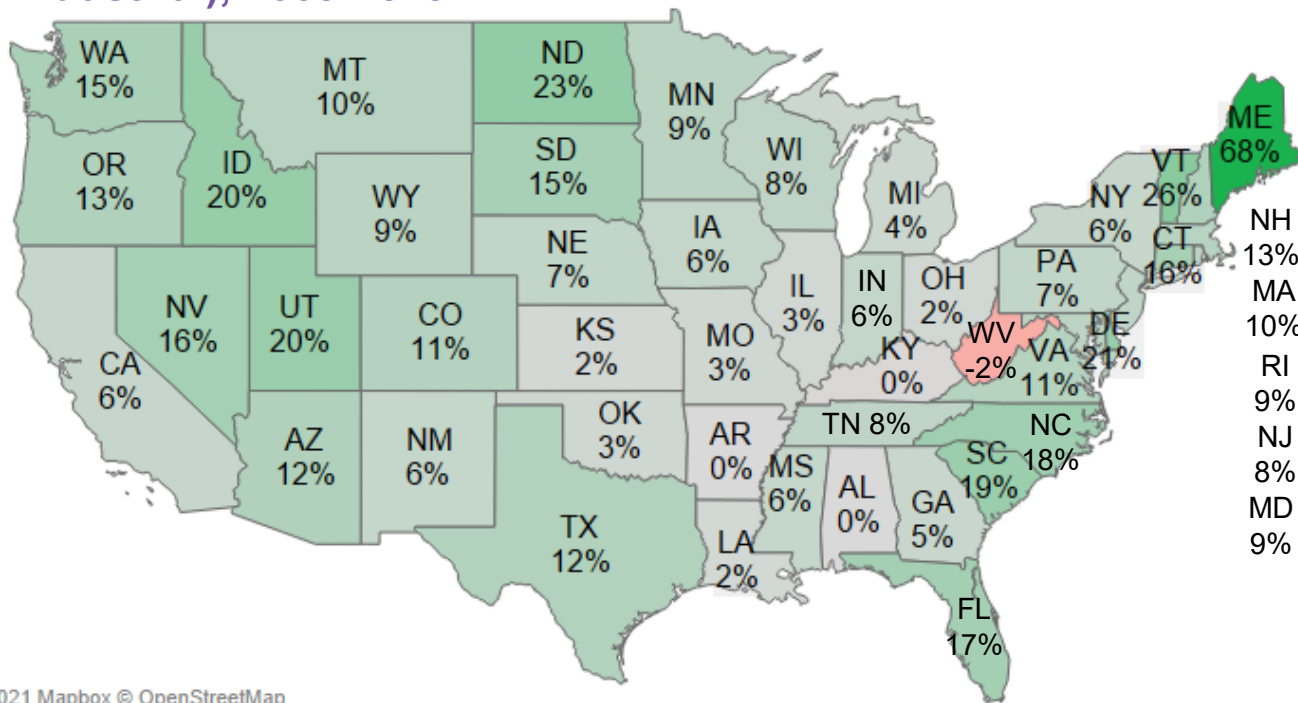 WA
15%
MT
10%
ND
23%
MN
9%
OR
13%
ID
20%
WY
9%
SD
15%
WI
8%
MI
4%
NY
6%
VT
26%
ME
68%
NE
7%
IA
6%
CT
16%
NH
13%
MA
10%
RI
9%
NJ
8%
MD
9%
NV
16%
UT
20%
CO
11%
KS
2%
MO
3%
IL
3%
IN
6%
OH
2%
PA
7%
CA
6%
KY
0%
WV
-2%
VA
11%
DE
21%
AZ
12%
NM
6%
OK
3%
AR
0%
TN 8%
NC
18%
SC
19%
MS
6%
AL
0%
GA
5%
TX
12%
LA
2%
FL
17%
021 Mapbox © OpenStreetMap